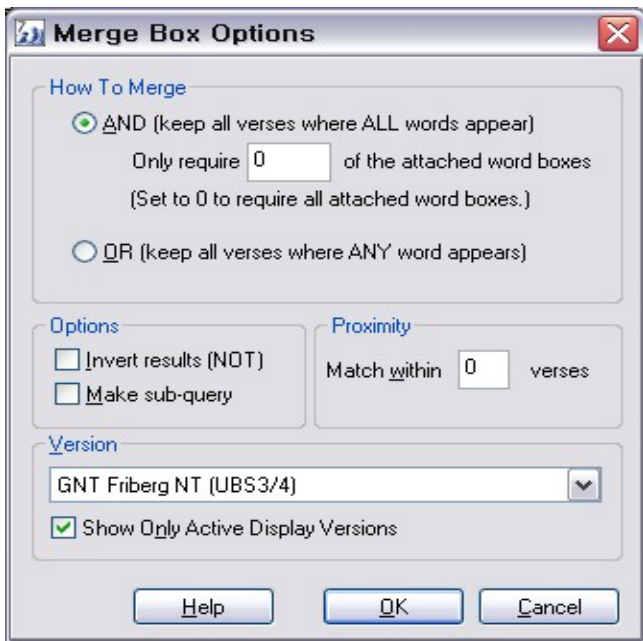 Merge Box Options
How To Merge
AND (keep all verses where ALL words appear)
Only require 0 of the attached word boxes
(Set to 0 to require all attached word boxes.)
OR (keep all verses where ANY word appears)
Options
Invert results (NOT)
Make sub-query
Proximity
Match within 0 verses
Version
GNT Friberg NT (UBS3/4)
Show Only Active Display Versions
Help OK Cancel